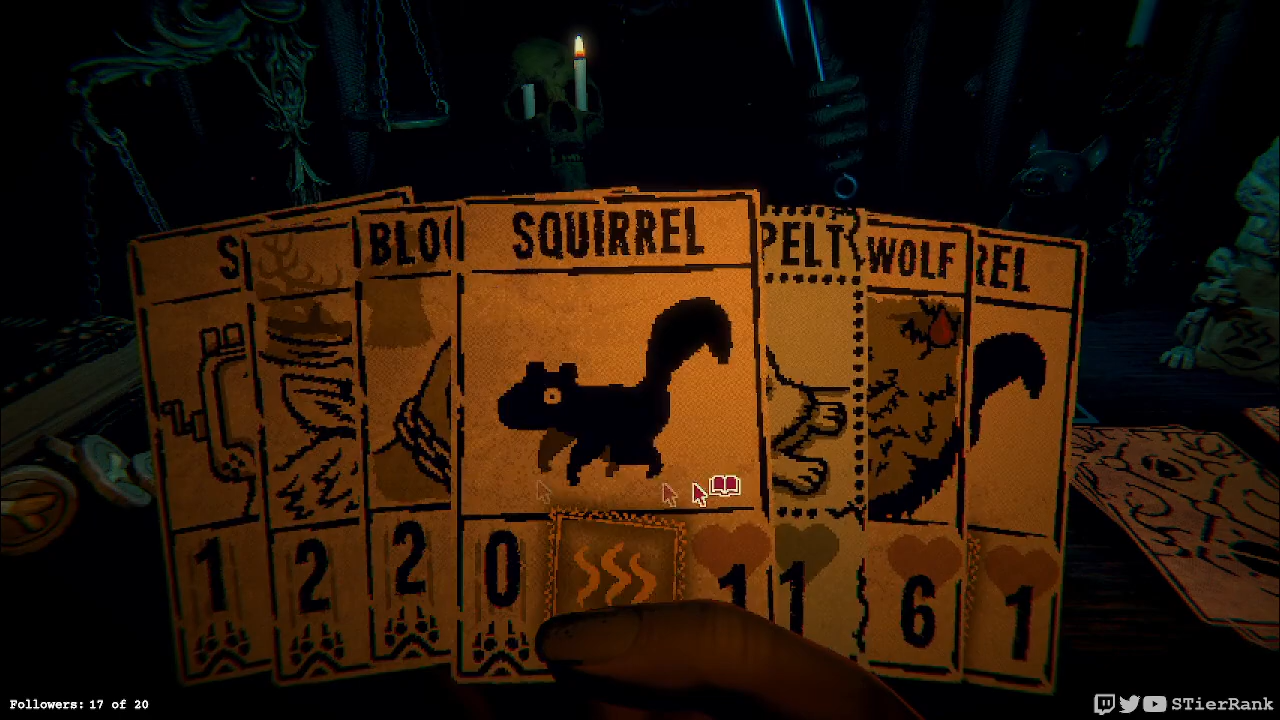 S
BLO
SQUIRREL
PELT
WOLF
REL
1
2
2
0
1
1
6
1
Followers: 17 of 20
STierRank